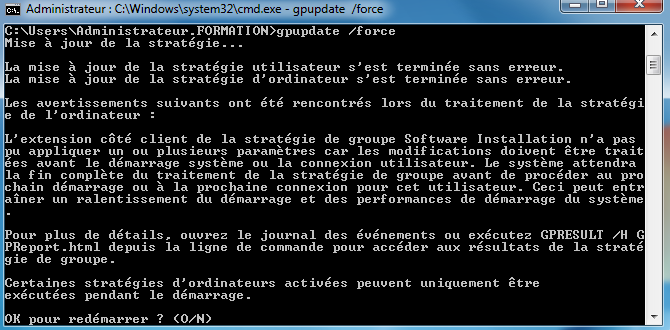 Administrateur : C:\Windows\system32\cmd.exe - gpupdate /force
C:\Users\Administrateur.FORMATION>gpupdate /force
Mise à jour de la stratégie...
La mise à jour de la stratégie utilisateur s'est terminée sans erreur.
La mise à jour de la stratégie d'ordinateur s'est terminée sans erreur.
Les avertissements suivants ont été rencontrés lors du traitement de la stratégi
e de l'ordinateur :
L'extension côté client de la stratégie de groupe Software Installation n'a pas
pu appliquer un ou plusieurs paramètres car les modifications doivent être trait
ées avant le démarrage système ou la connexion utilisateur. Le système attendra
la fin complète du traitement de la stratégie de groupe avant de procéder au pro
chain démarrage ou à la prochaine connexion pour cet utilisateur. Ceci peut entr
aîner un ralentissement du démarrage et des performances de démarrage du système
.
Pour plus de détails, ouvrez le journal des événements ou exécutez GPRESULT /H G
PReport.html depuis la ligne de commande pour accéder aux résultats de la straté
gie de groupe.
Certaines stratégies d'ordinateurs activées peuvent uniquement être
exécutées pendant le démarrage.
OK pour redémarrer ? (O/N)